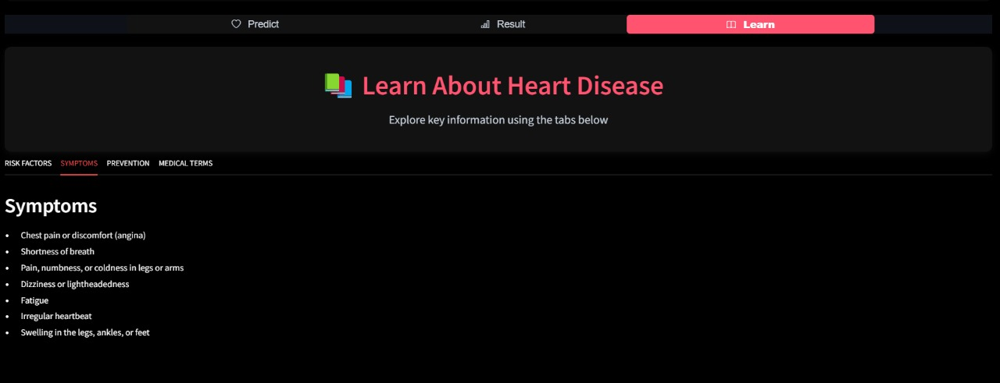 Predict
Result
Learn
Learn About Heart Disease
Explore key information using the tabs below
RISK FACTORS SYMPTOMS PREVENTION MEDICAL TERMS
Symptoms
• Chest pain or discomfort (angina)
• Shortness of breath
• Pain, numbness, or coldness in legs or arms
• Dizziness or lightheadedness
• Fatigue
• Irregular heartbeat
• Swelling in the legs, ankles, or feet